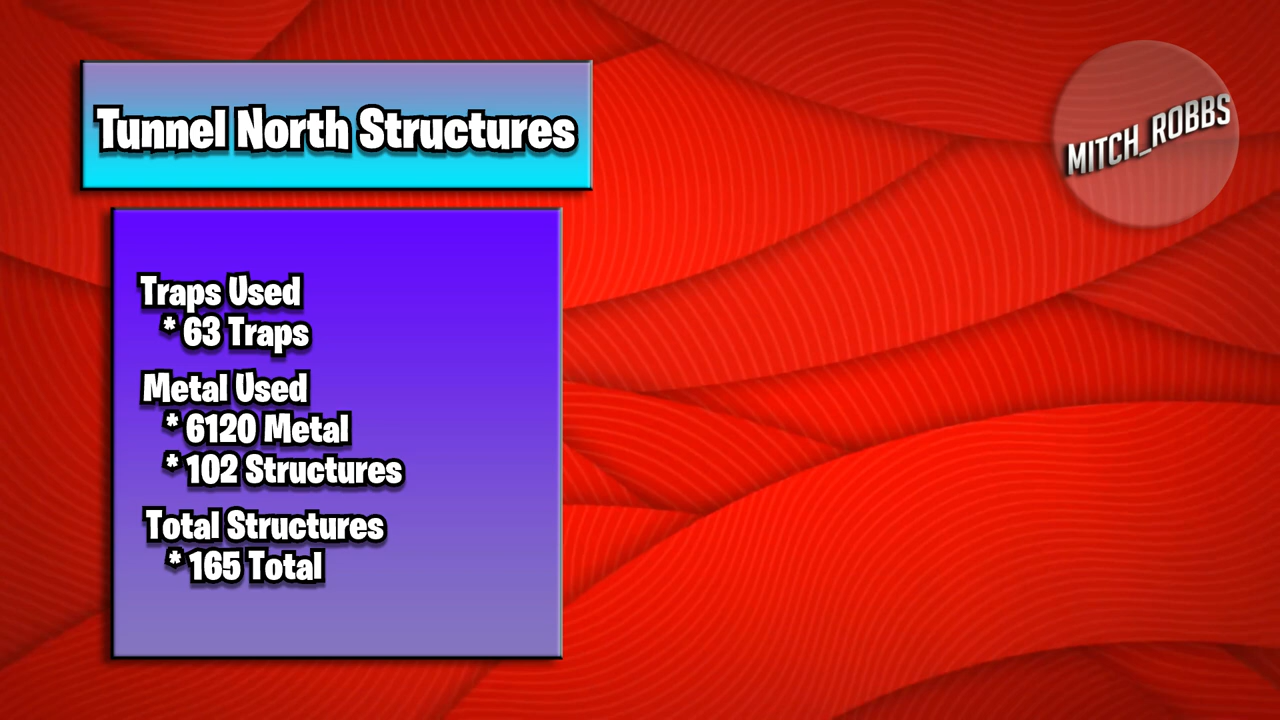 Tunnel North Structures
MITCH_ROBBS
Traps Used
* 63 Traps
Metal Used
* 6120 Metal
* 102 Structures
Total Structures
* 165 Total